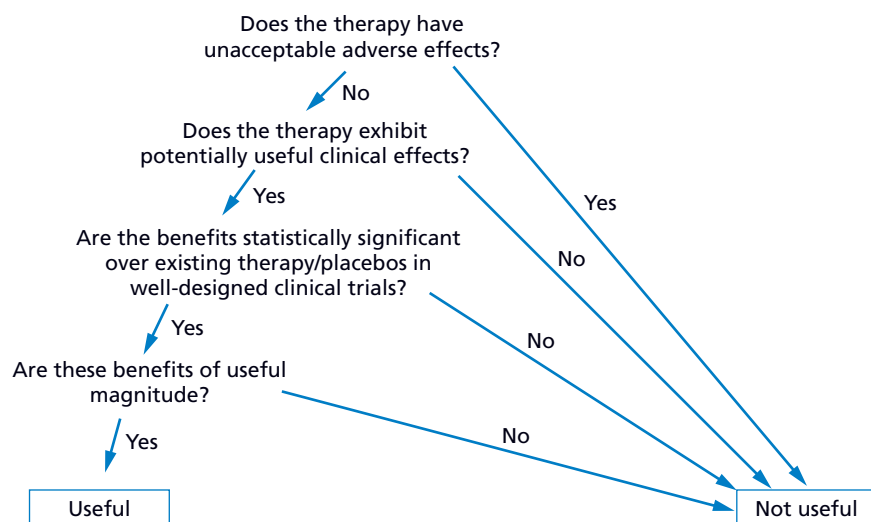 Does the therapy have
unacceptable adverse effects?
No
Does the therapy exhibit
potentially useful clinical effects?
Yes
Yes
Are the benefits statistically significant
over existing therapy/placebos in
well-designed clinical trials?
No
Yes
No
Are these benefits of useful
magnitude?
No
Yes
Useful
Not useful